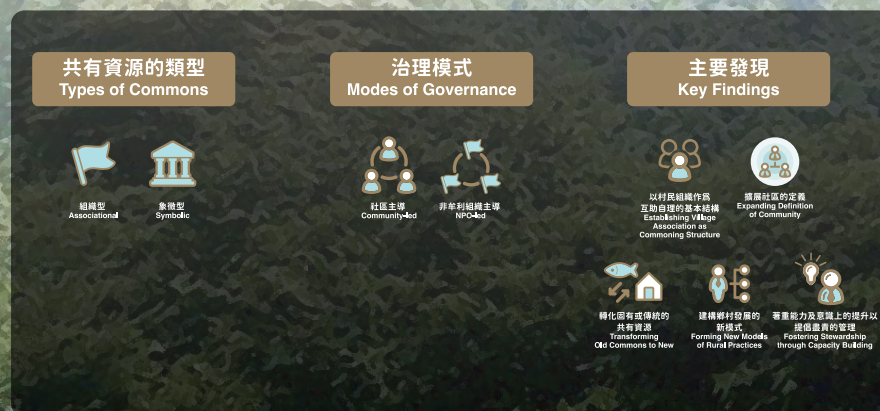 共有資源的類型
Types of Commons
組織型
Associational
象徵型
Symbolic
治理模式
Modes of Governance
社區主導
Community-led
非牟利組織主導
NPO-led
主要發現
Key Findings
以村民組織作爲
互助自理的基本結構
Establishing Village
Association as
Commoning Structure
擴展社區的定義
Expanding Definition
of Community
轉化固有或傳統的
共有資源
Transforming
Old Commons to New
建構鄉村發展的
新模式
Forming New Models
of Rural Practices
著重能力及意識上的提升以
提倡盡責的管理
Fostering Stewardship
through Capacity Building